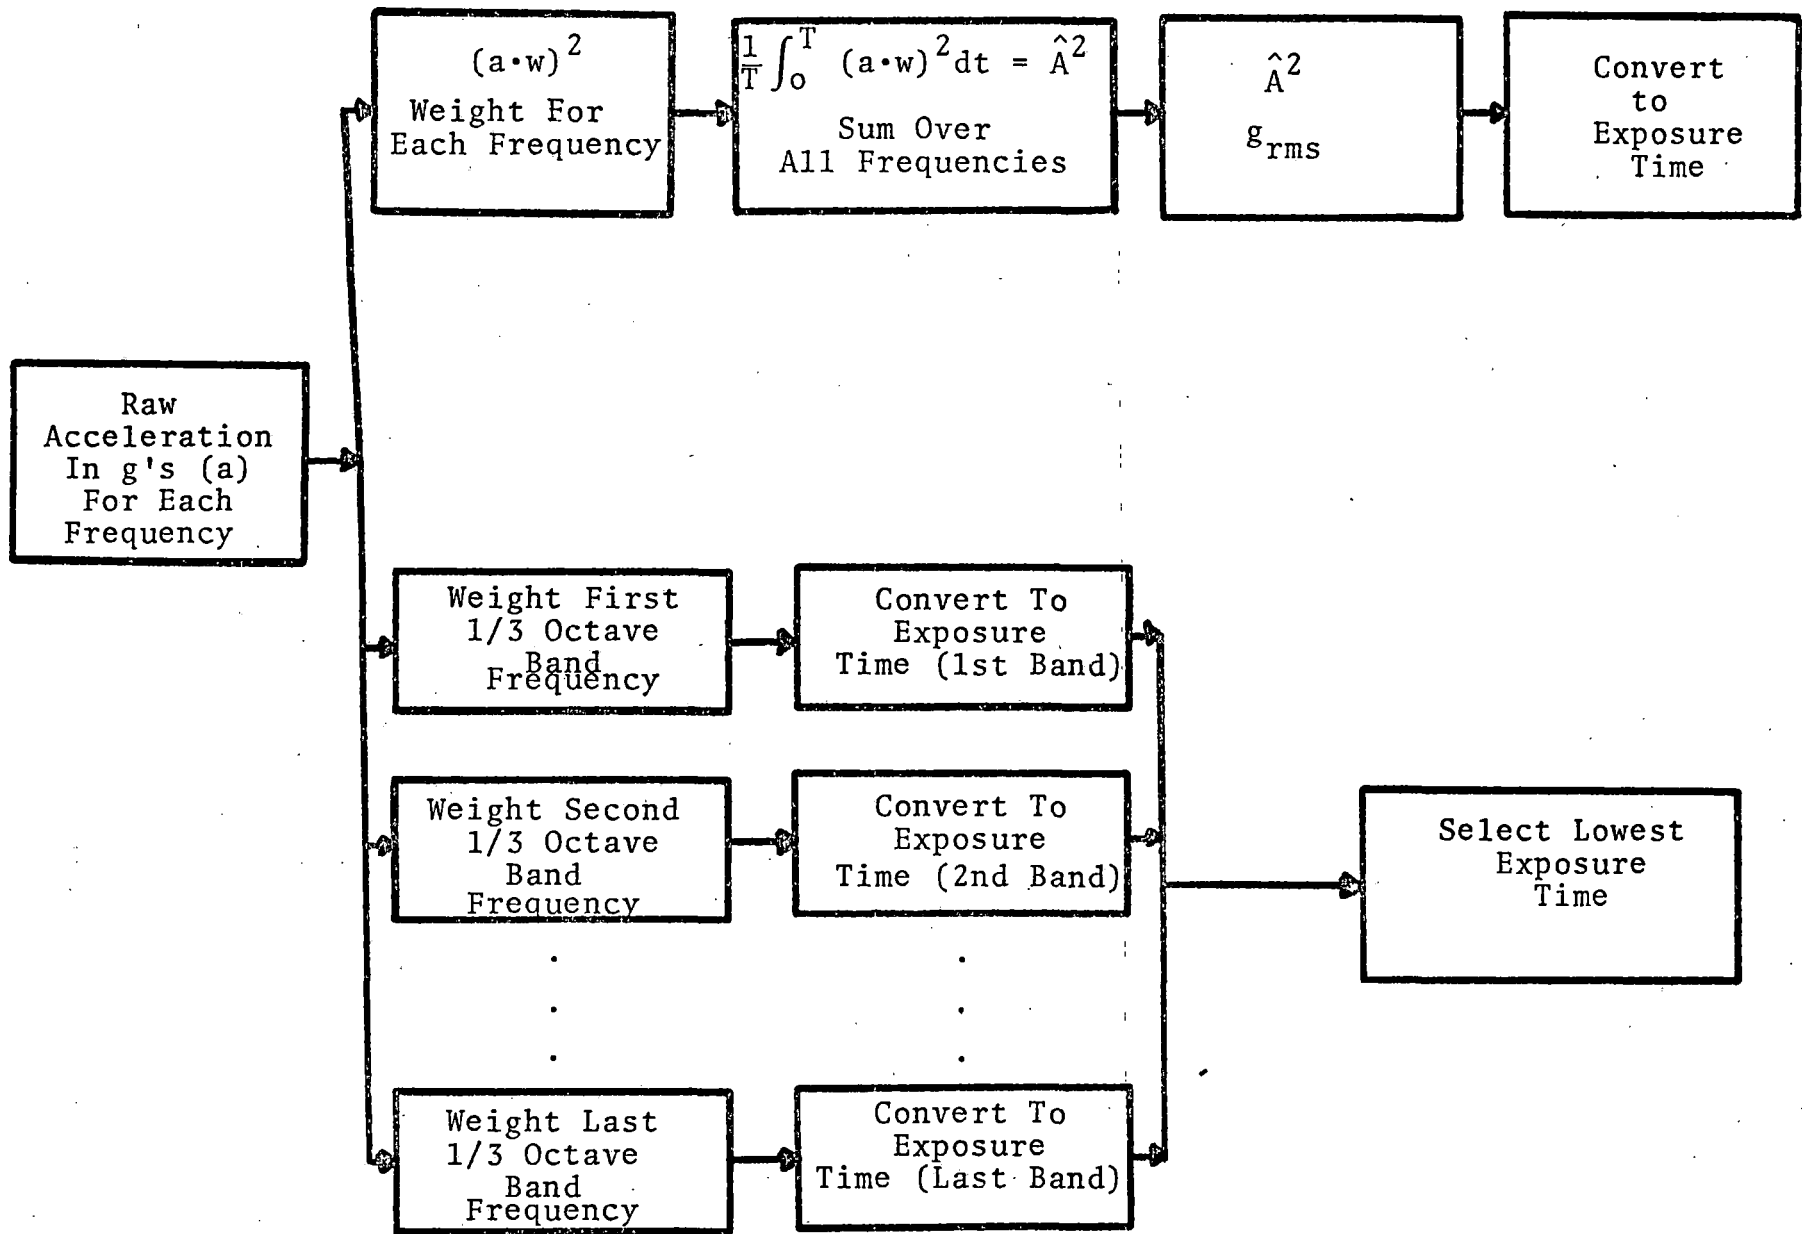 (a•w)²
Weight For
Each Frequency
1/T ∫₀ᵀ (a•w)²dt = Â²
Sum Over
All Frequencies
Â²
g_rms
Convert
to
Exposure
Time
Raw
Acceleration
In g's (a)
For Each
Frequency
Weight First
1/3 Octave
Band
Frequency
Convert To
Exposure
Time (1st Band)
Weight Second
1/3 Octave
Band
Frequency
Convert To
Exposure
Time (2nd Band)
Select Lowest
Exposure
Time
Weight Last
1/3 Octave
Band
Frequency
Convert To
Exposure
Time (Last Band)